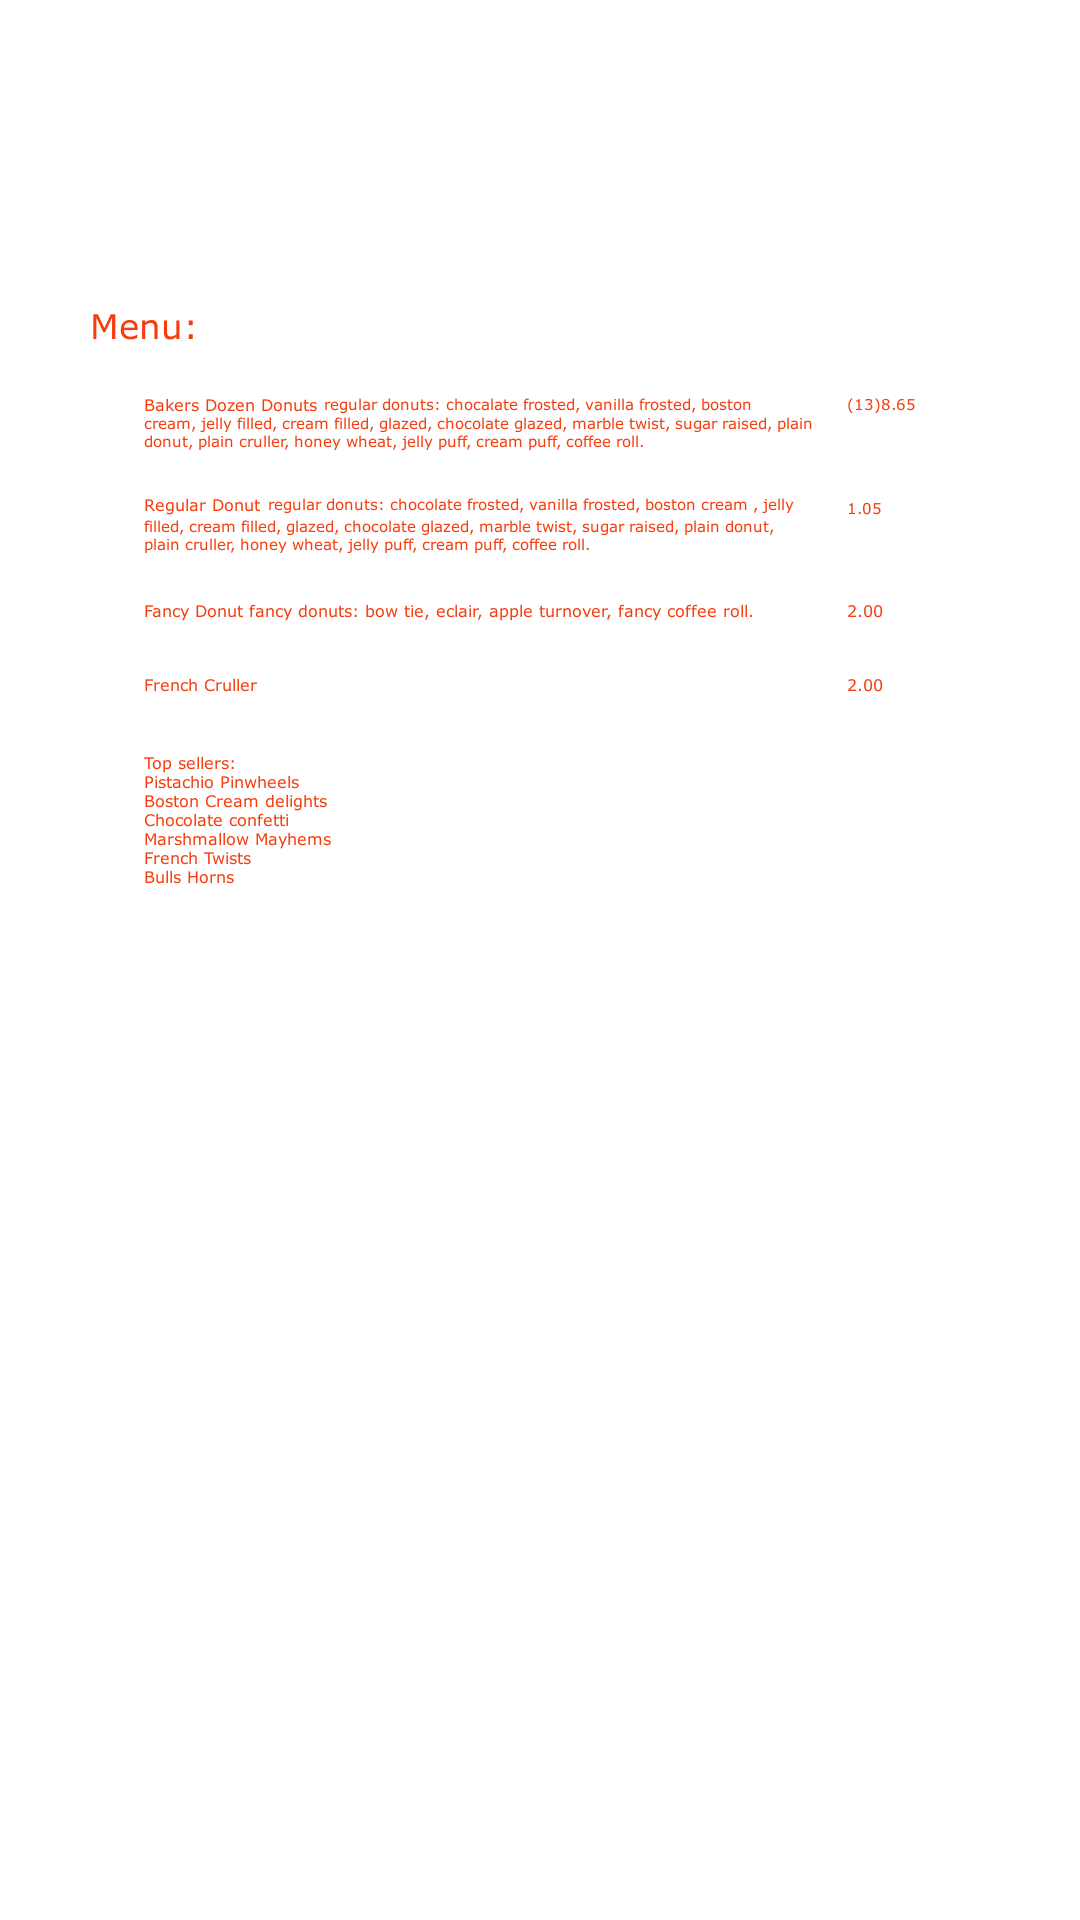 Menu:
Bakers Dozen Donuts regular donuts: chocalate frosted, vanilla frosted, boston (13)8.65
cream, jelly filled, cream filled, glazed, chocolate glazed, marble twist, sugar raised, plain
donut, plain cruller, honey wheat, jelly puff, cream puff, coffee roll.
Regular Donut regular donuts: chocolate frosted, vanilla frosted, boston cream , jelly 1.05
filled, cream filled, glazed, chocolate glazed, marble twist, sugar raised, plain donut,
plain cruller, honey wheat, jelly puff, cream puff, coffee roll.
Fancy Donut fancy donuts: bow tie, eclair, apple turnover, fancy coffee roll. 2.00
French Cruller 2.00
Top sellers:
Pistachio Pinwheels
Boston Cream delights
Chocolate confetti
Marshmallow Mayhems
French Twists
Bulls Horns